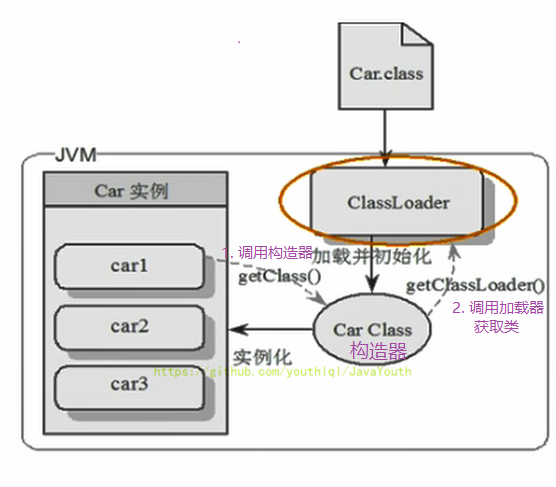 Car.class
JVM
Car 实例
ClassLoader
1. 调用构造器
加载并初始化
car1
getClass()
getClassLoader()
2. 调用加载器
获取类
car2
Car Class
构造器
实例化
https://github.com/youthlql/JavaYouth
car3